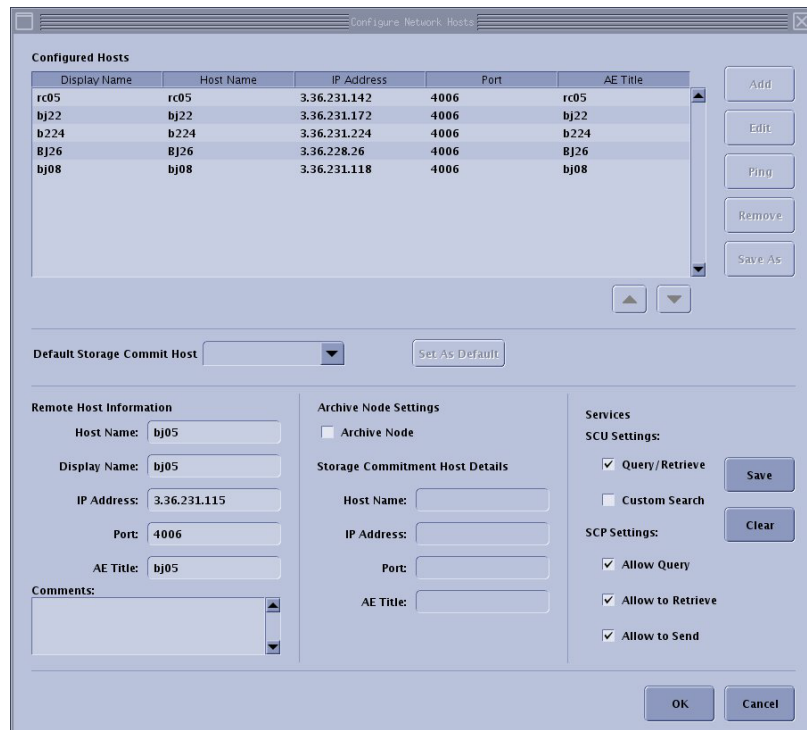 Configure Network Hosts
Configured Hosts
Display Name Host Name IP Address Port AE Title
rc05 rc05 3.36.231.142 4006 rc05
bj22 bj22 3.36.231.172 4006 bj22
b224 b224 3.36.231.224 4006 b224
BJ26 BJ26 3.36.228.26 4006 BJ26
bj08 bj08 3.36.231.118 4006 bj08
Add
Edit
Ping
Remove
Save As
Default Storage Commit Host Set As Default
Remote Host Information
Host Name: bj05
Display Name: bj05
IP Address: 3.36.231.115
Port: 4006
AE Title: bj05
Comments:
Archive Node Settings
Archive Node
Storage Commitment Host Details
Host Name:
IP Address:
Port:
AE Title:
Services
SCU Settings:
Query/Retrieve
Custom Search
SCP Settings:
Allow Query
Allow to Retrieve
Allow to Send
Save
Clear
OK Cancel